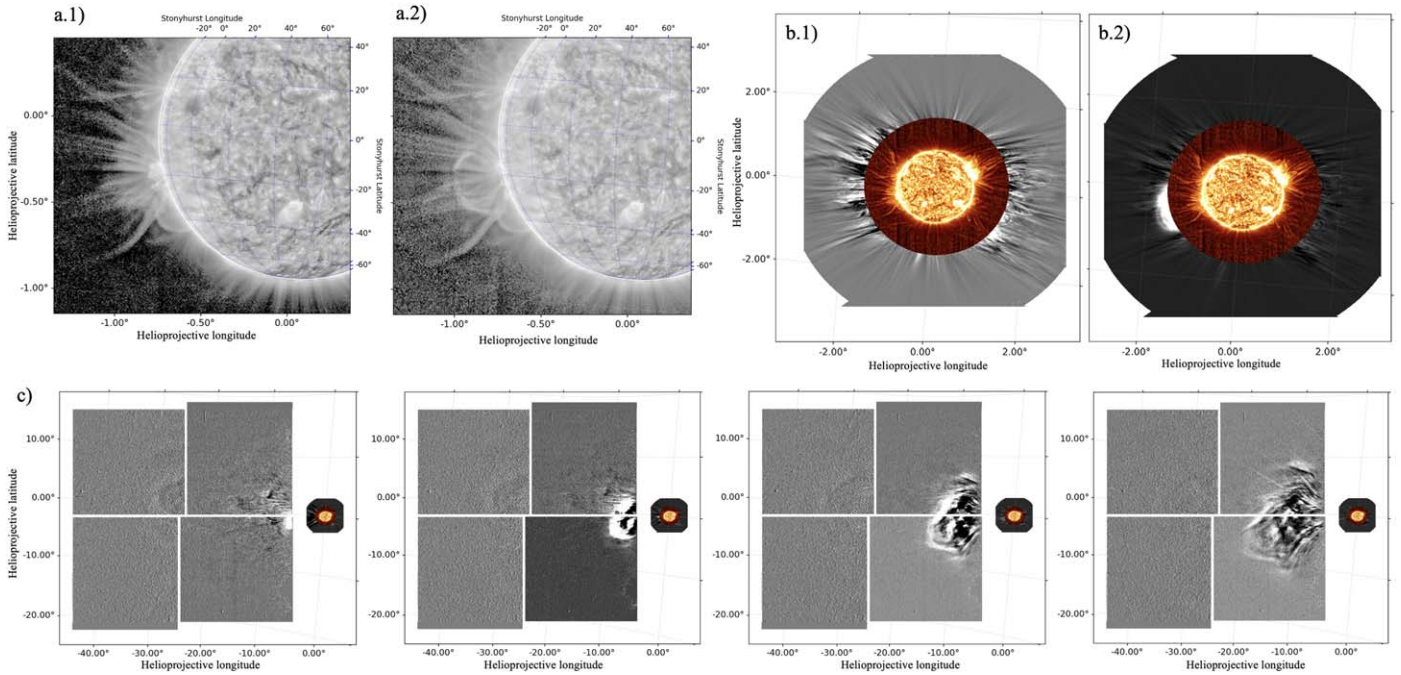 a.1)
Stonyhurst Longitude
-20° 0° 20° 40° 60°
40°
20°
0°
-20°
-40°
-60°
Stonyhurst Latitude
0.00°
-0.50°
-1.00°
Helioprojective latitude
-1.00° -0.50° 0.00°
Helioprojective longitude
a.2)
Stonyhurst Longitude
-20° 0° 20° 40° 60°
40°
20°
0°
-20°
-40°
-60°
Stonyhurst Latitude
-1.00° -0.50° 0.00°
Helioprojective longitude
b.1)
2.00°
0.00°
-2.00°
Helioprojective latitude
-2.00° 0.00° 2.00°
Helioprojective longitude
b.2)
-2.00° 0.00° 2.00°
Helioprojective longitude
c)
10.00°
0.00°
-10.00°
-20.00°
Helioprojective latitude
-40.00° -30.00° -20.00° -10.00° 0.00°
Helioprojective longitude
10.00°
0.00°
-10.00°
-20.00°
-40.00° -30.00° -20.00° -10.00° 0.00°
Helioprojective longitude
10.00°
0.00°
-10.00°
-20.00°
-40.00° -30.00° -20.00° -10.00° 0.00°
Helioprojective longitude
10.00°
0.00°
-10.00°
-20.00°
-40.00° -30.00° -20.00° -10.00° 0.00°
Helioprojective longitude